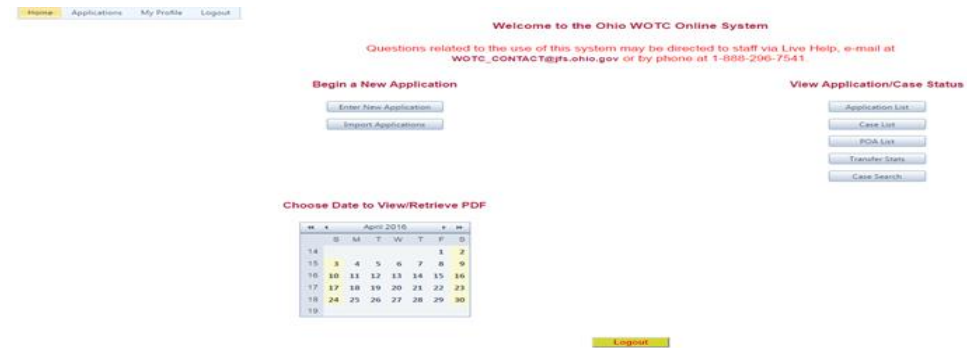 Home Applications My Profile Logout
Welcome to the Ohio WOTC Online System
Questions related to the use of this system may be directed to staff via Live Help, e-mail at
WOTC_CONTACT@jfs.ohio.gov or by phone at 1-888-296-7541.
Begin a New Application
Enter New Application
Import Applications
View Application/Case Status
Application List
Case List
POA List
Transfer Stats
Case Search
Choose Date to View/Retrieve PDF
April 2016
S M T W T F S
14 1 2
15 3 4 5 6 7 8 9
16 10 11 12 13 14 15 16
17 17 18 19 20 21 22 23
18 24 25 26 27 28 29 30
19
Logout